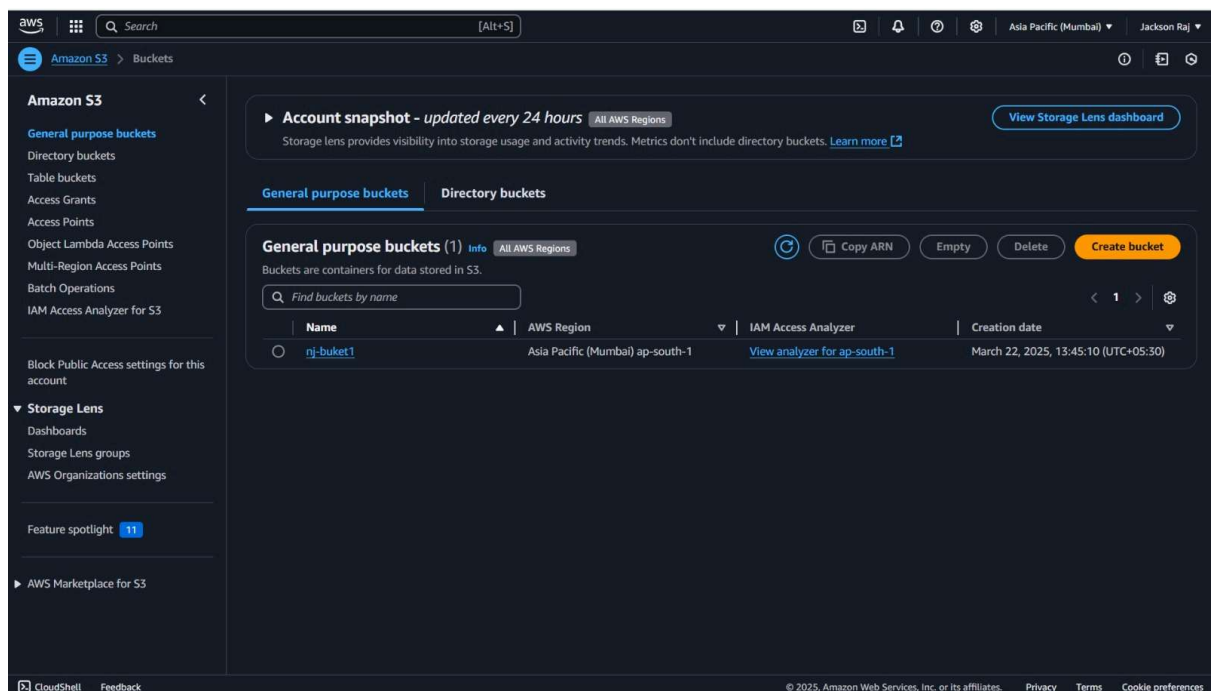 aws
Search [Alt+S]
Asia Pacific (Mumbai) Jackson Raj
Amazon S3 > Buckets
Amazon S3
General purpose buckets
Directory buckets
Table buckets
Access Grants
Access Points
Object Lambda Access Points
Multi-Region Access Points
Batch Operations
IAM Access Analyzer for S3
Block Public Access settings for this
account
Storage Lens
Dashboards
Storage Lens groups
AWS Organizations settings
Feature spotlight 11
AWS Marketplace for S3
Account snapshot - updated every 24 hours All AWS Regions
View Storage Lens dashboard
Storage lens provides visibility into storage usage and activity trends. Metrics don't include directory buckets. Learn more
General purpose buckets Directory buckets
General purpose buckets (1) Info All AWS Regions
Copy ARN Empty Delete Create bucket
Buckets are containers for data stored in S3.
Find buckets by name
1
Name AWS Region IAM Access Analyzer Creation date
nj-buket1 Asia Pacific (Mumbai) ap-south-1 View analyzer for ap-south-1 March 22, 2025, 13:45:10 (UTC+05:30)
CloudShell Feedback © 2025, Amazon Web Services, Inc. or its affiliates. Privacy Terms Cookie preferences